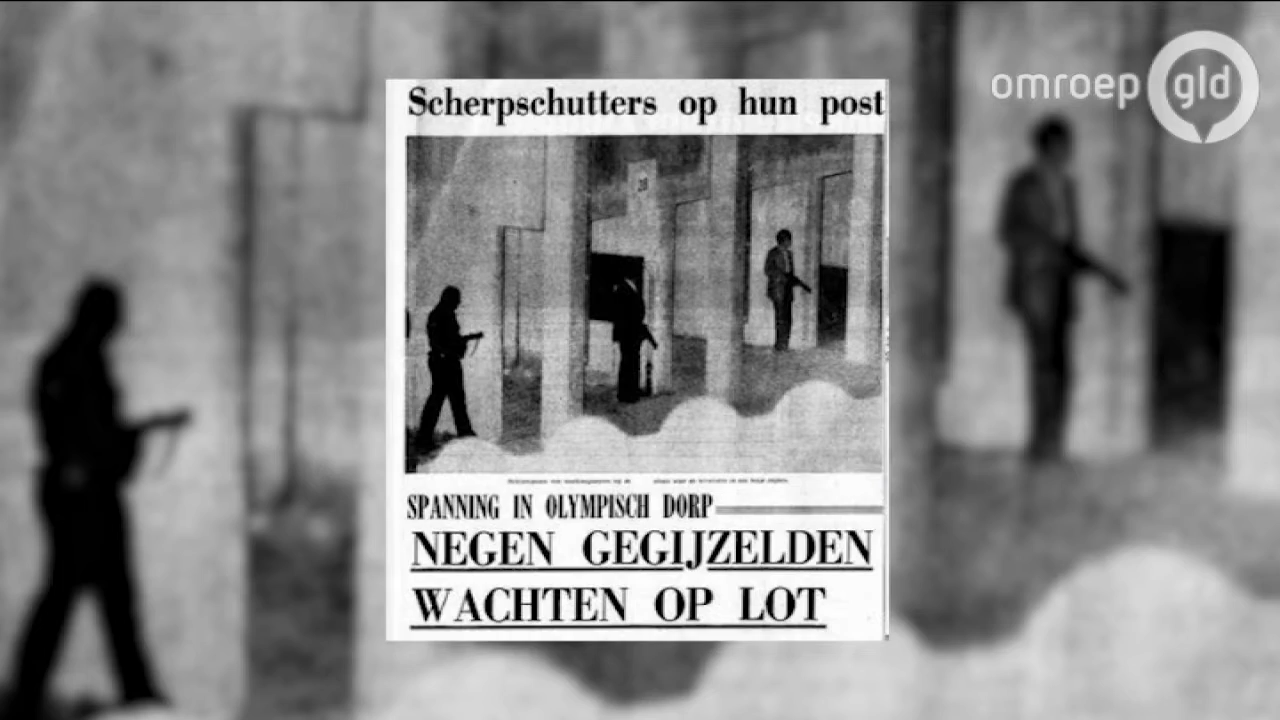 omroep gld
Scherpschutters op hun post
SPANNING IN OLYMPISCH DORP
NEGEN GEGIJZELDEN
WACHTEN OP LOT